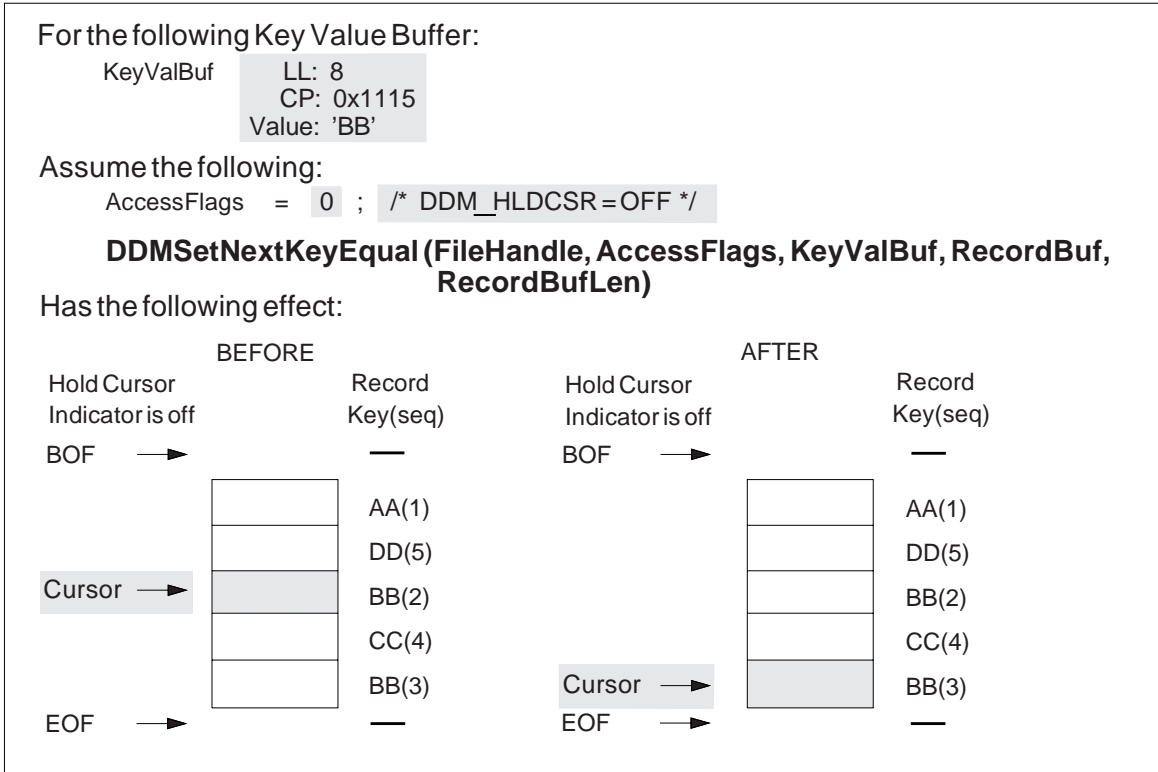 For the following Key Value Buffer:
KeyValBuf LL: 8
CP: 0x1115
Value: ’BB’
Assume the following:
AccessFlags = 0 ; /* DDM_HLDCSR = OFF */
DDMSetNextKeyEqual (FileHandle, AccessFlags, KeyValBuf, RecordBuf,
RecordBufLen)
Has the following effect:
BEFORE
Hold Cursor Record
Indicator is off Key(seq)
BOF —
AA(1)
DD(5)
Cursor BB(2)
CC(4)
BB(3)
EOF —
AFTER
Hold Cursor Record
Indicator is off Key(seq)
BOF —
AA(1)
DD(5)
BB(2)
CC(4)
Cursor BB(3)
EOF —